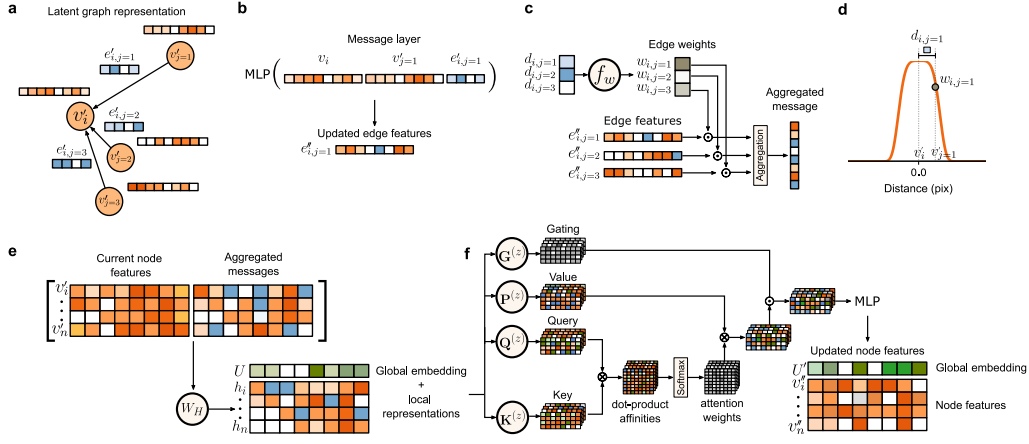 a
Latent graph representation
v′j=1
e′i,j=1
v′i
e′i,j=2
e′i,j=3
v′j=2
v′j=3
b
Message layer
vi v′j=1 e′i,j=1
MLP ( )
Updated edge features
e″i,j=1
c
Edge weights
di,j=1
di,j=2
di,j=3
fw
wi,j=1
wi,j=2
wi,j=3
Edge features
e″i,j=1
e″i,j=2
e″i,j=3
Aggregation
Aggregated
message
d
di,j=1
wi,j=1
v′i v′j=1
0.0
Distance (pix)
e
Current node
features
Aggregated
messages
v′i
v′n
WH
U
hi
hn
Global embedding
+
local
representations
f
Gating
G(z)
Value
P(z)
Query
Q(z)
Key
K(z)
dot-product
affinities
Softmax
attention
weights
MLP
Updated node features
U′ Global embedding
v″i
Node features
v″n